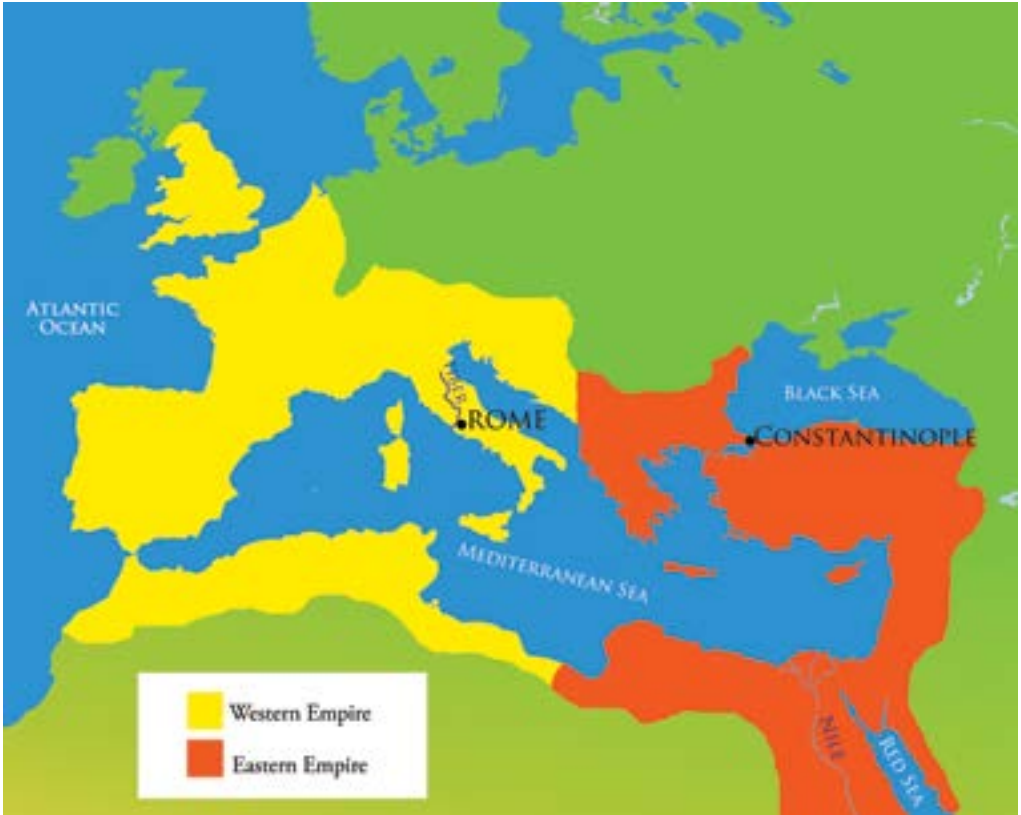 ATLANTIC
OCEAN
BLACK SEA
ROME
CONSTANTINOPLE
MEDITERRANEAN SEA
Western Empire
Eastern Empire
NILE
RED SEA